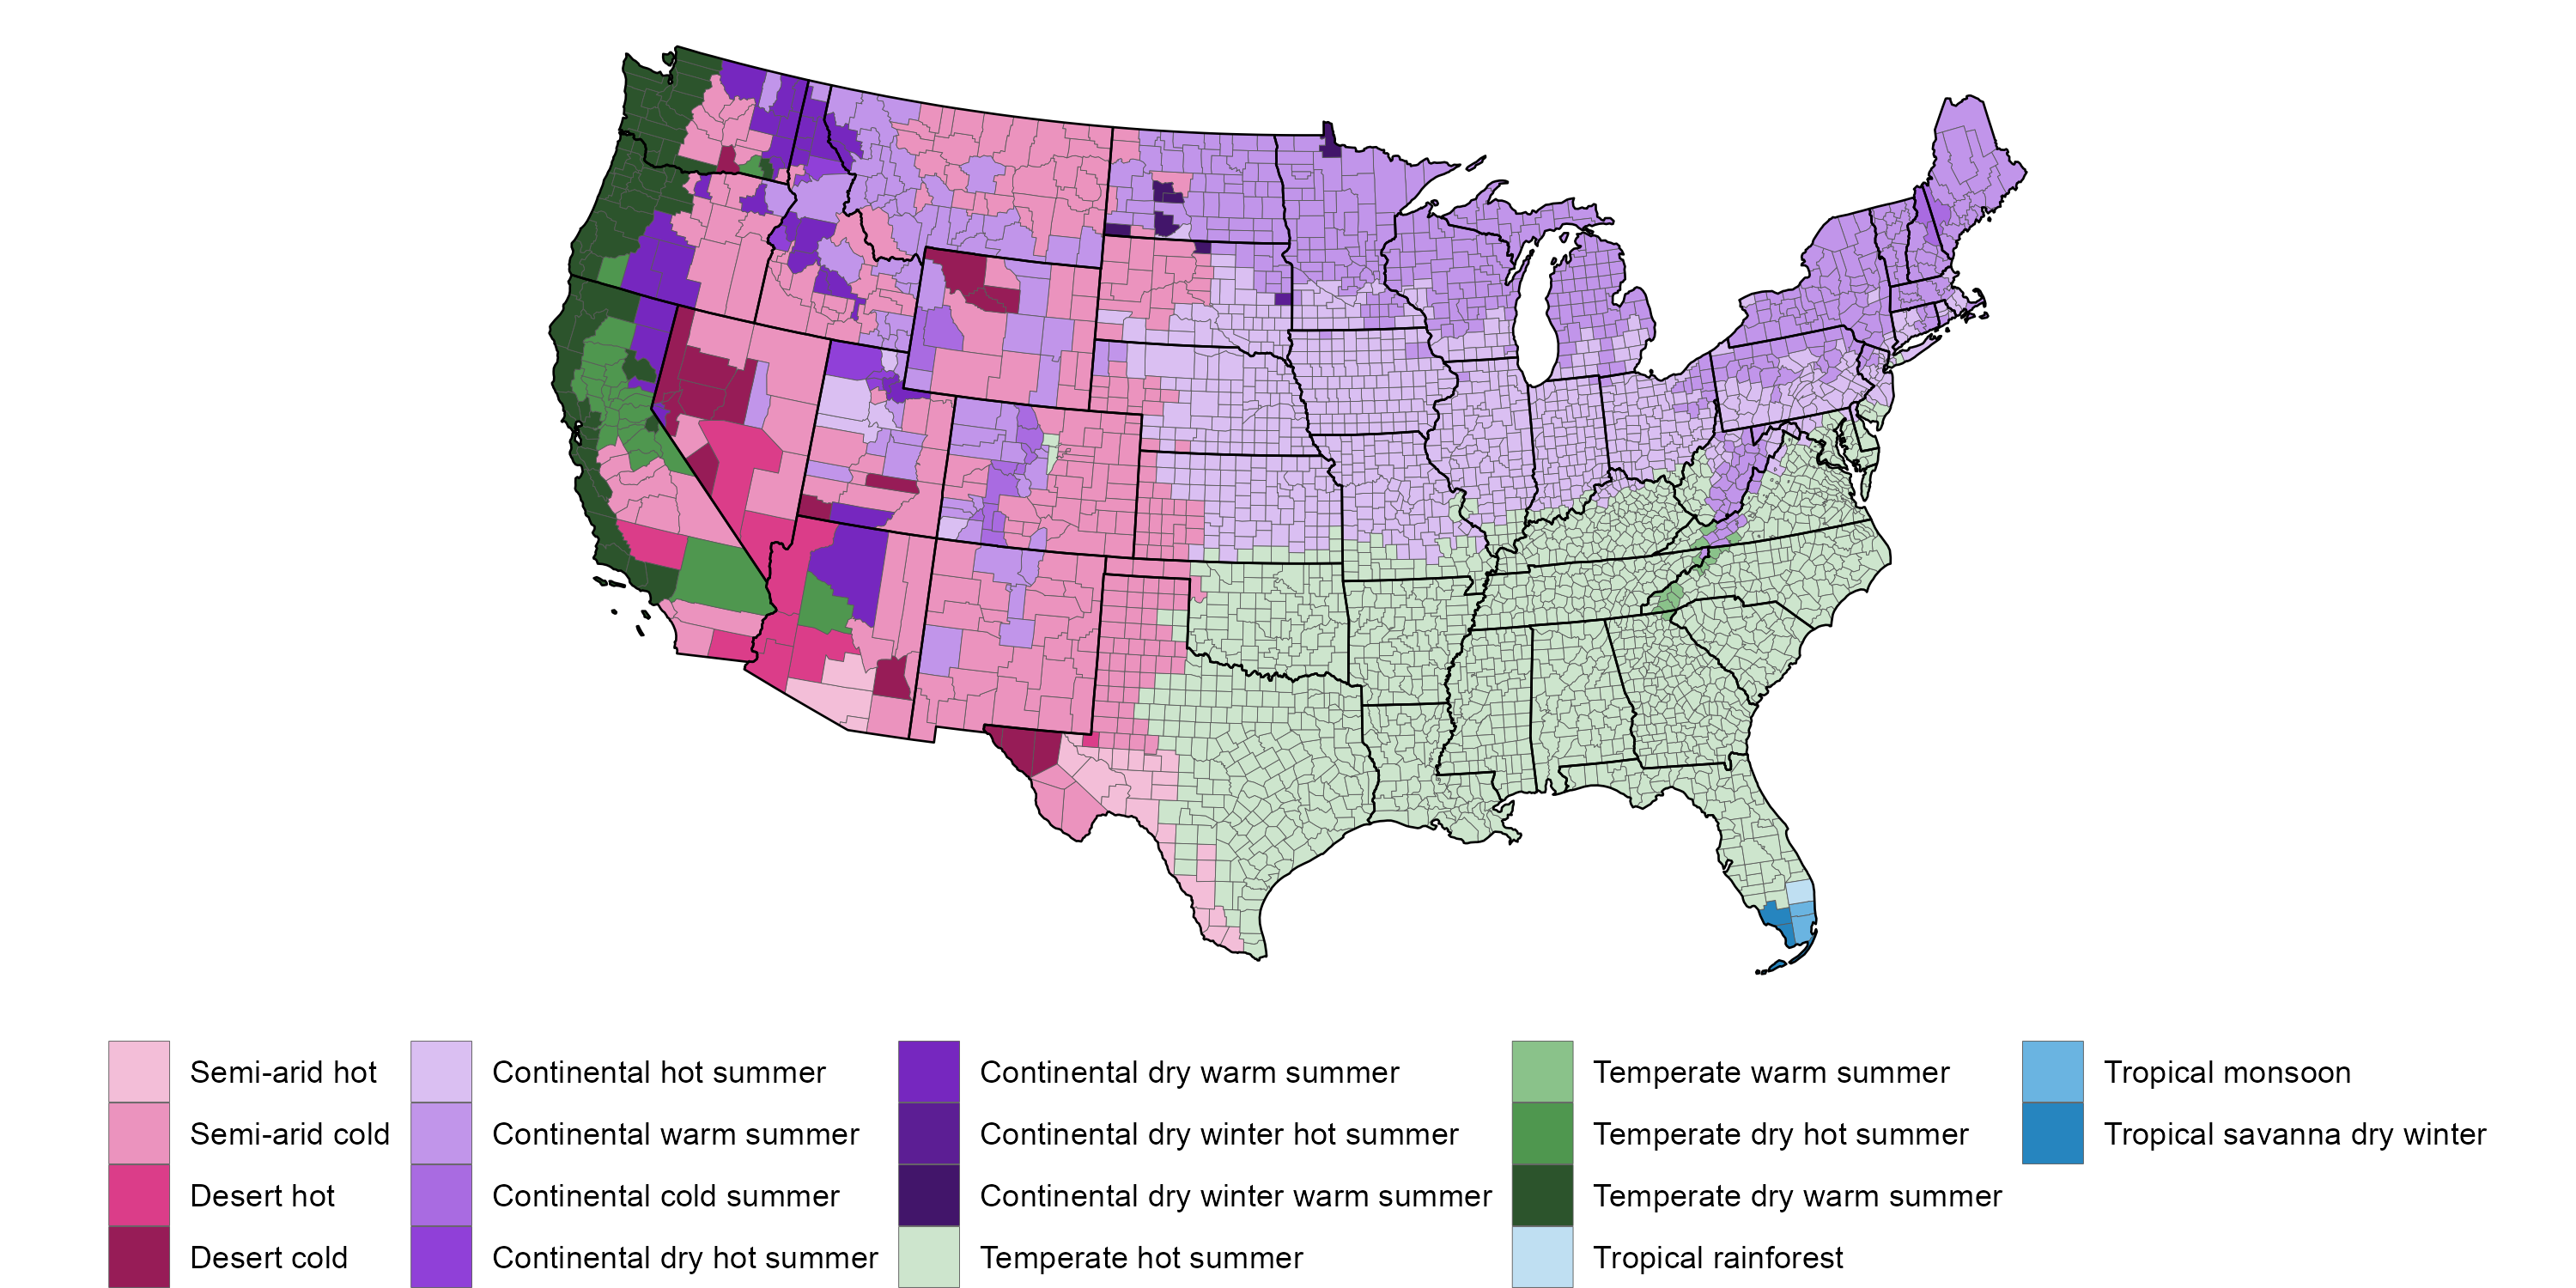 Semi-arid hot
Semi-arid cold
Desert hot
Desert cold
Continental hot summer
Continental warm summer
Continental cold summer
Continental dry hot summer
Continental dry warm summer
Continental dry winter hot summer
Continental dry winter warm summer
Temperate hot summer
Temperate warm summer
Temperate dry hot summer
Temperate dry warm summer
Tropical rainforest
Tropical monsoon
Tropical savanna dry winter